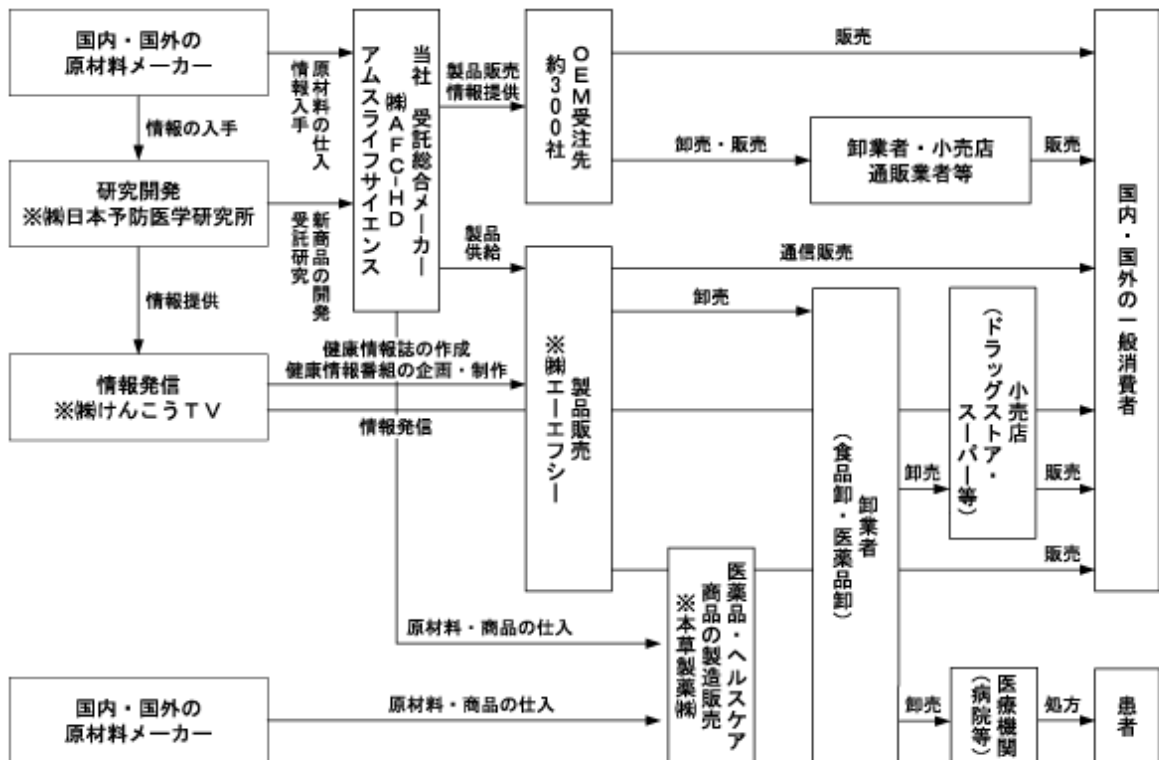 国内・国外の
原材料メーカー
情報の入手
研究開発
※㈱日本予防医学研究所
情報提供
情報発信
※㈱けんこうＴＶ
国内・国外の
原材料メーカー
原材料の仕入
情報入手
新商品の開発
受託研究
当社　受託総合メーカー
㈱ＡＦＣ−ＨＤ
アムスライフサイエンス
製品販売
情報提供
製品
供給
健康情報誌の作成
健康情報番組の企画・制作
情報発信
原材料・商品の仕入
原材料・商品の仕入
ＯＥＭ受注先
約３００社
販売
卸売・販売
卸業者・小売店
通販業者等
販売
製品販売
※㈱エーエフシー
通信販売
卸売
医薬品・ヘルスケア
商品の製造販売
※本草製薬㈱
卸業者
（食品卸・医薬品卸）
卸売
小売店
（ドラッグストア・
スーパー等）
販売
販売
卸売
医療機関
（病院等）
処方
国内・国外の一般消費者
患者